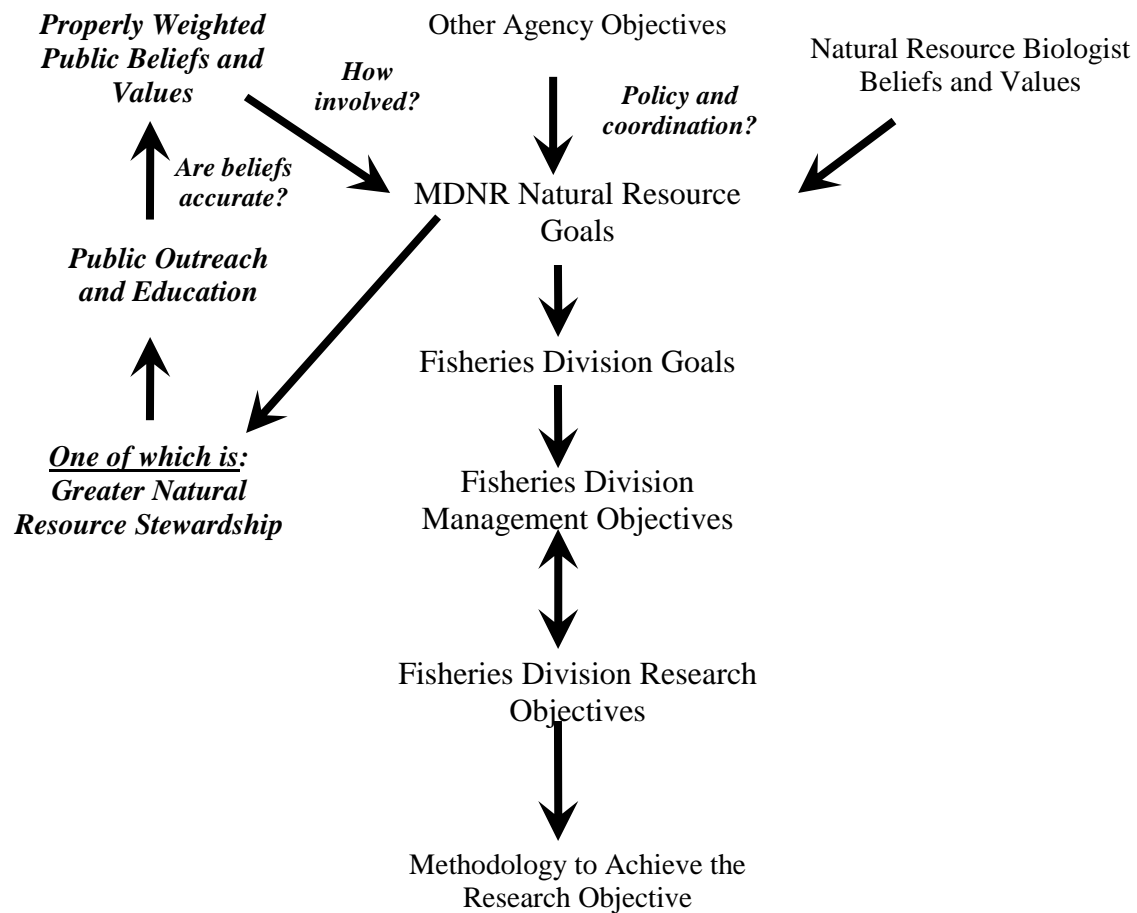 Properly Weighted
Public Beliefs and
Values
How
involved?
Other Agency Objectives
Policy and
coordination?
Natural Resource Biologist
Beliefs and Values
Are beliefs
accurate?
MDNR Natural Resource
Goals
Public Outreach
and Education
Fisheries Division Goals
One of which is:
Greater Natural
Resource Stewardship
Fisheries Division
Management Objectives
Fisheries Division Research
Objectives
Methodology to Achieve the
Research Objective